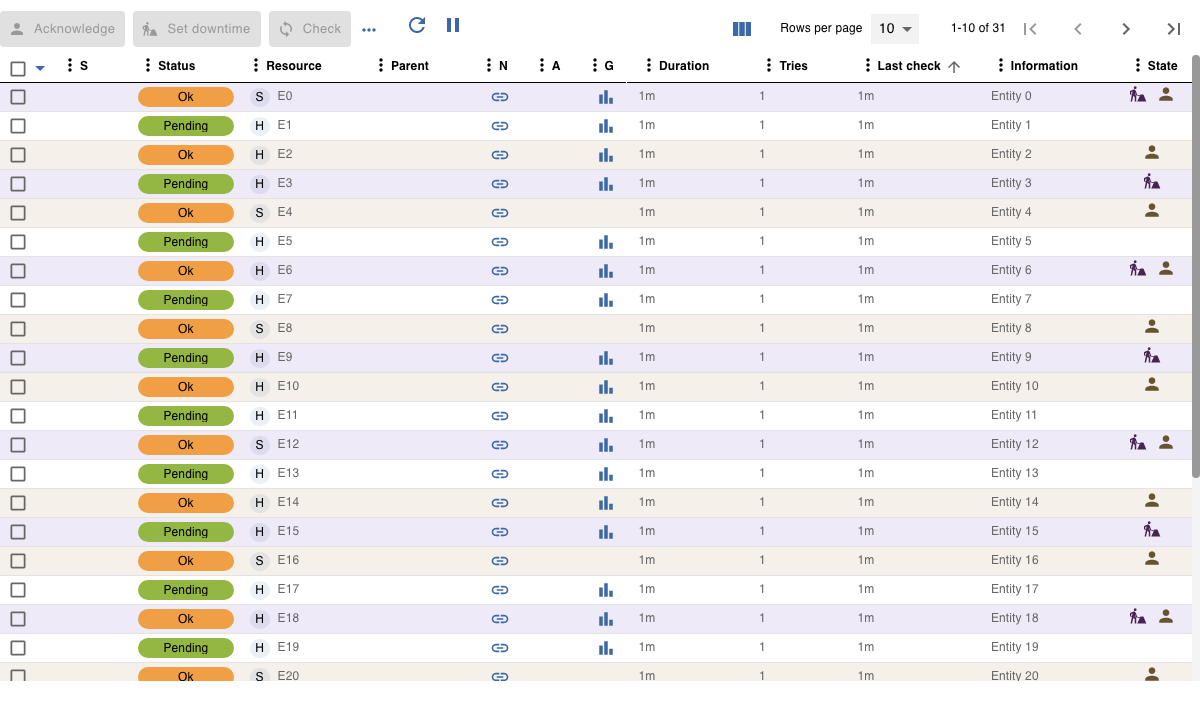 Acknowledge Set downtime Check ... Rows per page 10 1-10 of 31
S Status Resource Parent N A G Duration Tries Last check Information State
Ok S E0 1m 1 1m Entity 0
Pending H E1 1m 1 1m Entity 1
Ok H E2 1m 1 1m Entity 2
Pending H E3 1m 1 1m Entity 3
Ok S E4 1m 1 1m Entity 4
Pending H E5 1m 1 1m Entity 5
Ok H E6 1m 1 1m Entity 6
Pending H E7 1m 1 1m Entity 7
Ok S E8 1m 1 1m Entity 8
Pending H E9 1m 1 1m Entity 9
Ok H E10 1m 1 1m Entity 10
Pending H E11 1m 1 1m Entity 11
Ok S E12 1m 1 1m Entity 12
Pending H E13 1m 1 1m Entity 13
Ok H E14 1m 1 1m Entity 14
Pending H E15 1m 1 1m Entity 15
Ok S E16 1m 1 1m Entity 16
Pending H E17 1m 1 1m Entity 17
Ok H E18 1m 1 1m Entity 18
Pending H E19 1m 1 1m Entity 19
Ok S E20 1m 1 1m Entity 20